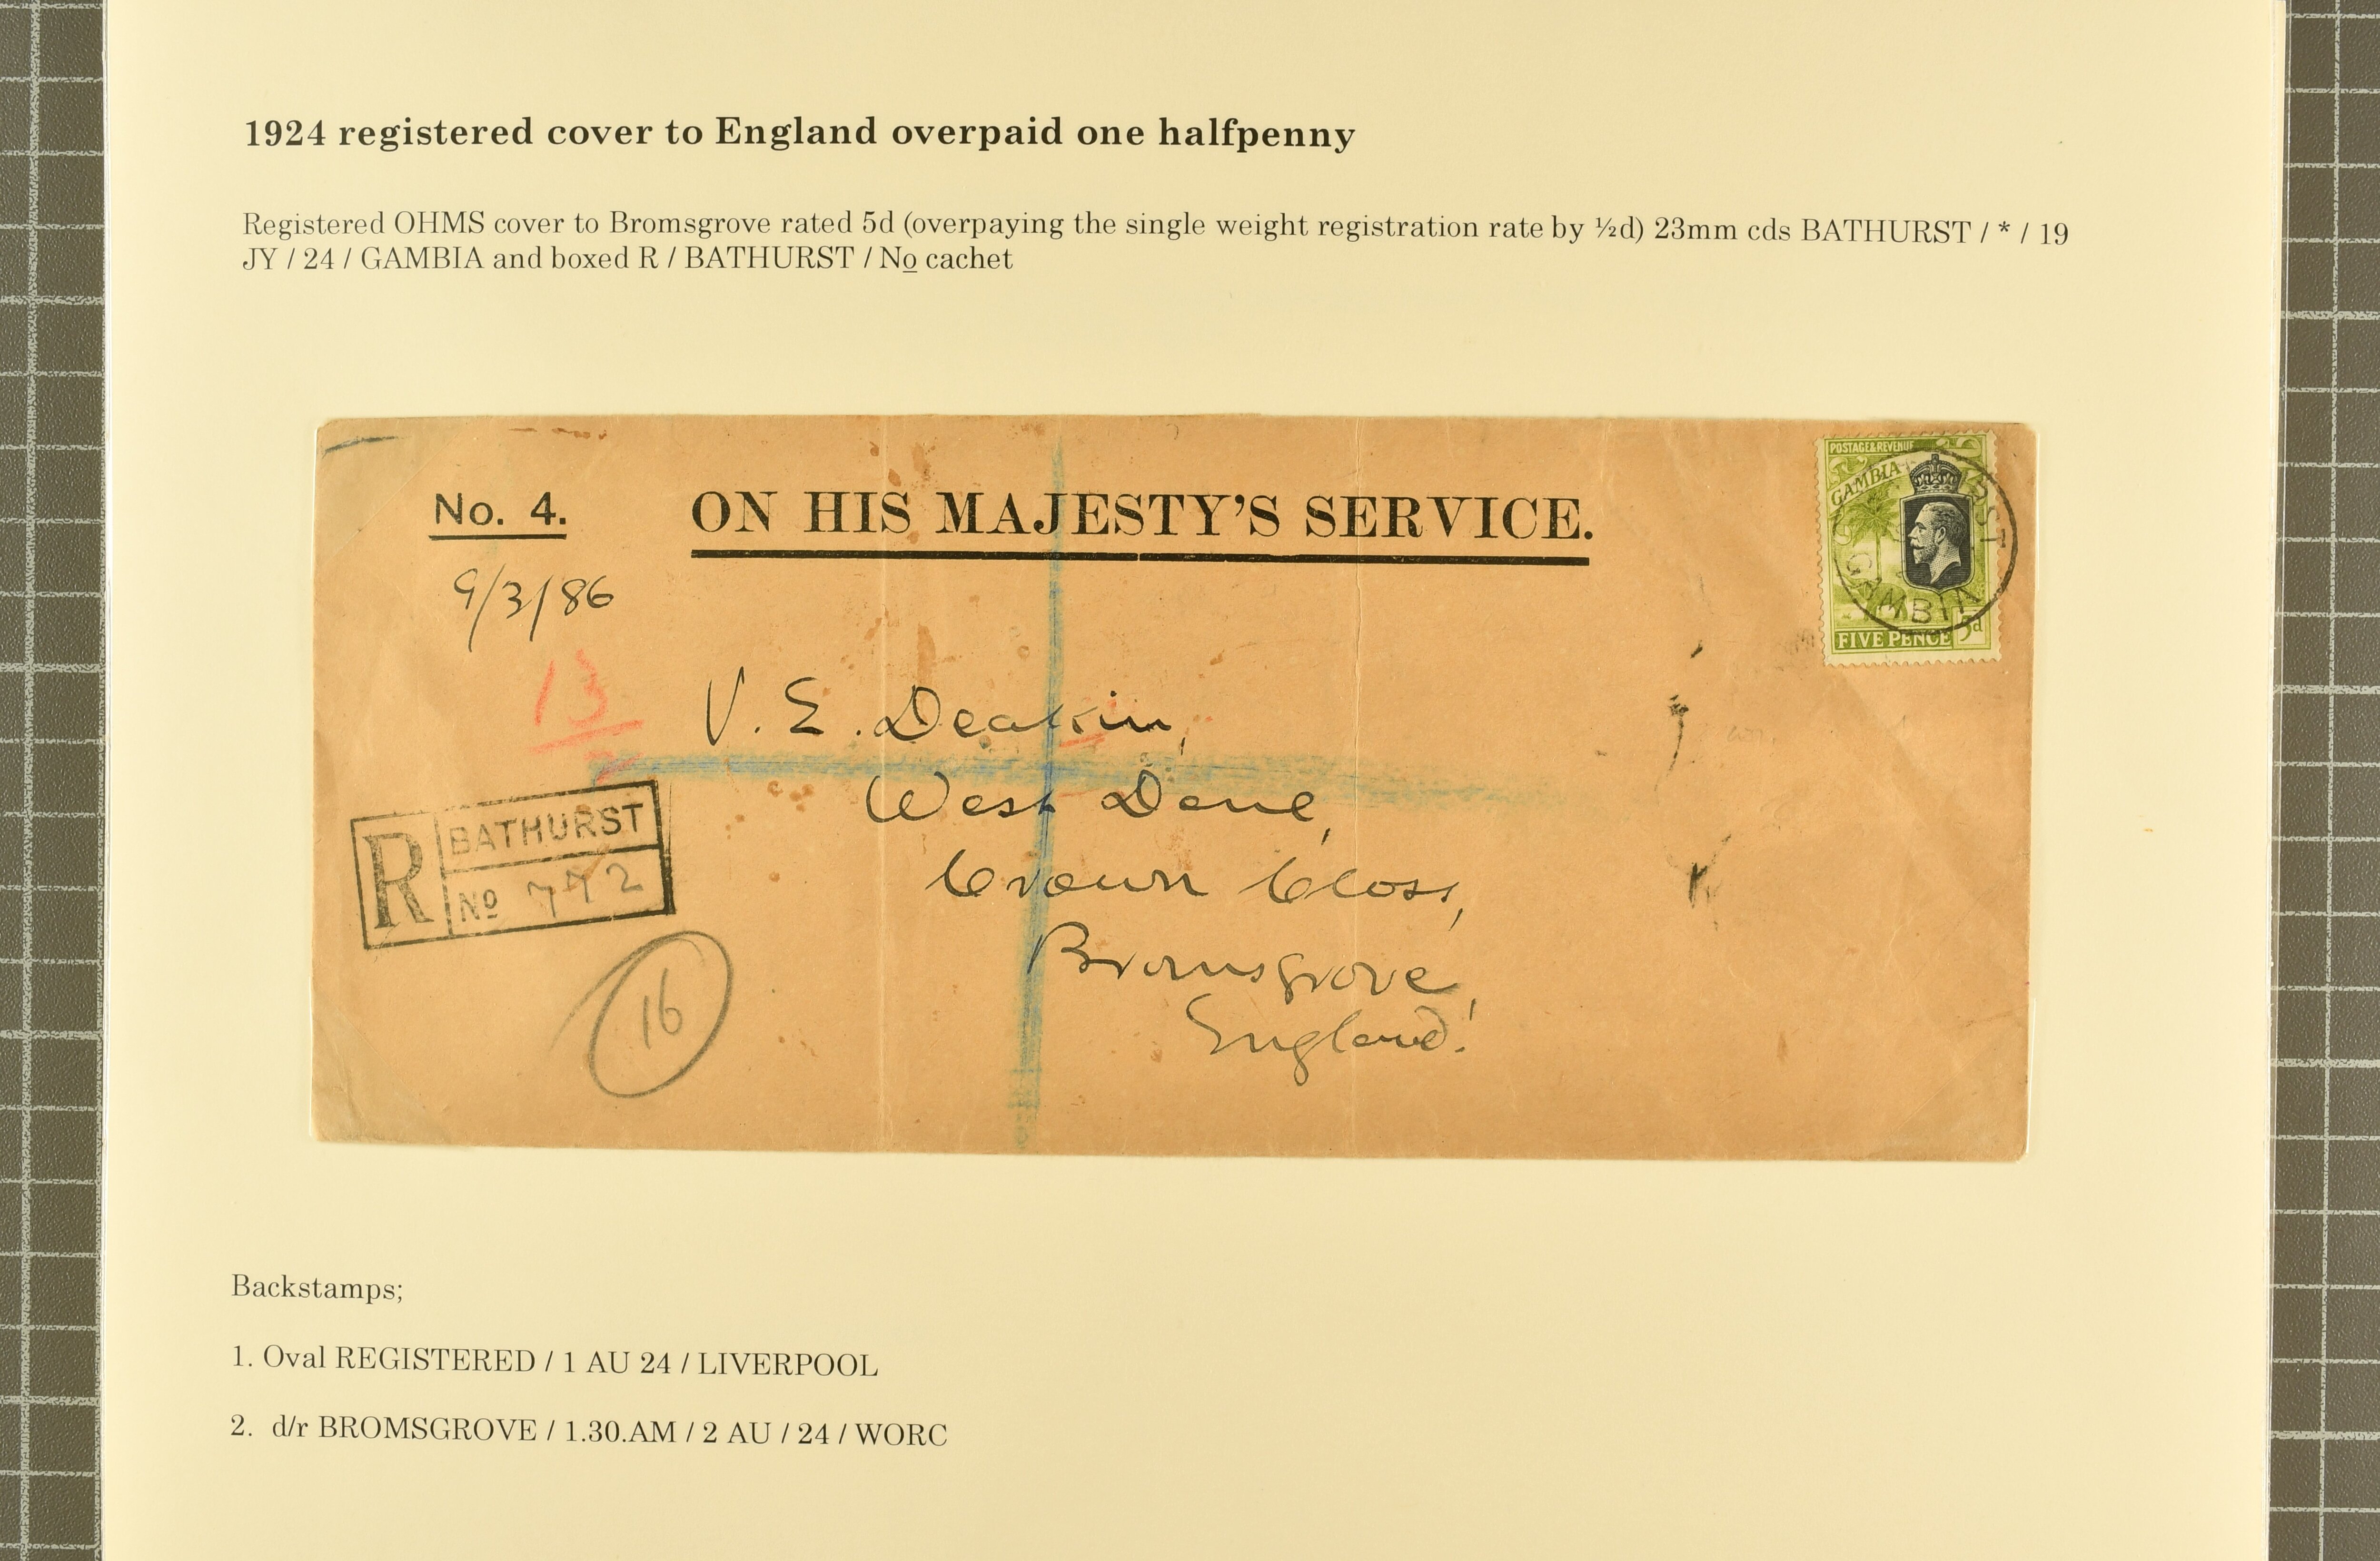 1924 registered cover to England overpaid one halfpenny
Registered OHMS cover to Bromsgrove rated 5d (overpaying the single weight registration rate by ½d) 23mm cds BATHURST / * / 19
JY / 24 / GAMBIA and boxed R / BATHURST / No cachet
No. 4.
ON HIS MAJESTY'S SERVICE.
9/3/86
POSTAGE & REVENUE
GAMBIA
GAMBIA
FIVE PENCE 5d
13
V. E. Deakin,
West Dene,
Crown Close,
Bromsgrove,
England.
R BATHURST
No 772
16
Backstamps;
1. Oval REGISTERED / 1 AU 24 / LIVERPOOL
2. d/r BROMSGROVE / 1.30.AM / 2 AU / 24 / WORC